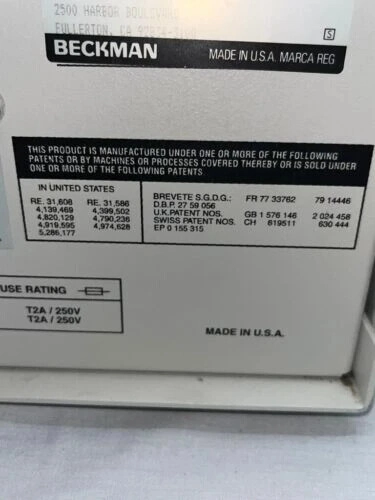 2500 HARBOR BOULEVARD
FULLERTON, CA
BECKMAN
MADE IN U.S.A. MARCA REG
S
THIS PRODUCT IS MANUFACTURED UNDER ONE OR MORE OF THE FOLLOWING
PATENTS OR BY MACHINES OR PROCESSES COVERED THEREBY OR IS SOLD UNDER
ONE OR MORE OF THE FOLLOWING PATENTS.
IN UNITED STATES
RE. 31,606 RE. 31,586
4,139,469 4,399,502
4,820,129 4,790,236
4,919,595 4,974,628
5,286,177
BREVETE S.G.D.G.: FR 77 33762 79 14446
D.B.P. 27 59 056
U.K.PATENT NOS. GB 1 576 146 2 024 456
SWISS PATENT NOS. CH 619511 630 444
EP 0 155 315
USE RATING
T2A / 250V
T2A / 250V
MADE IN U.S.A.